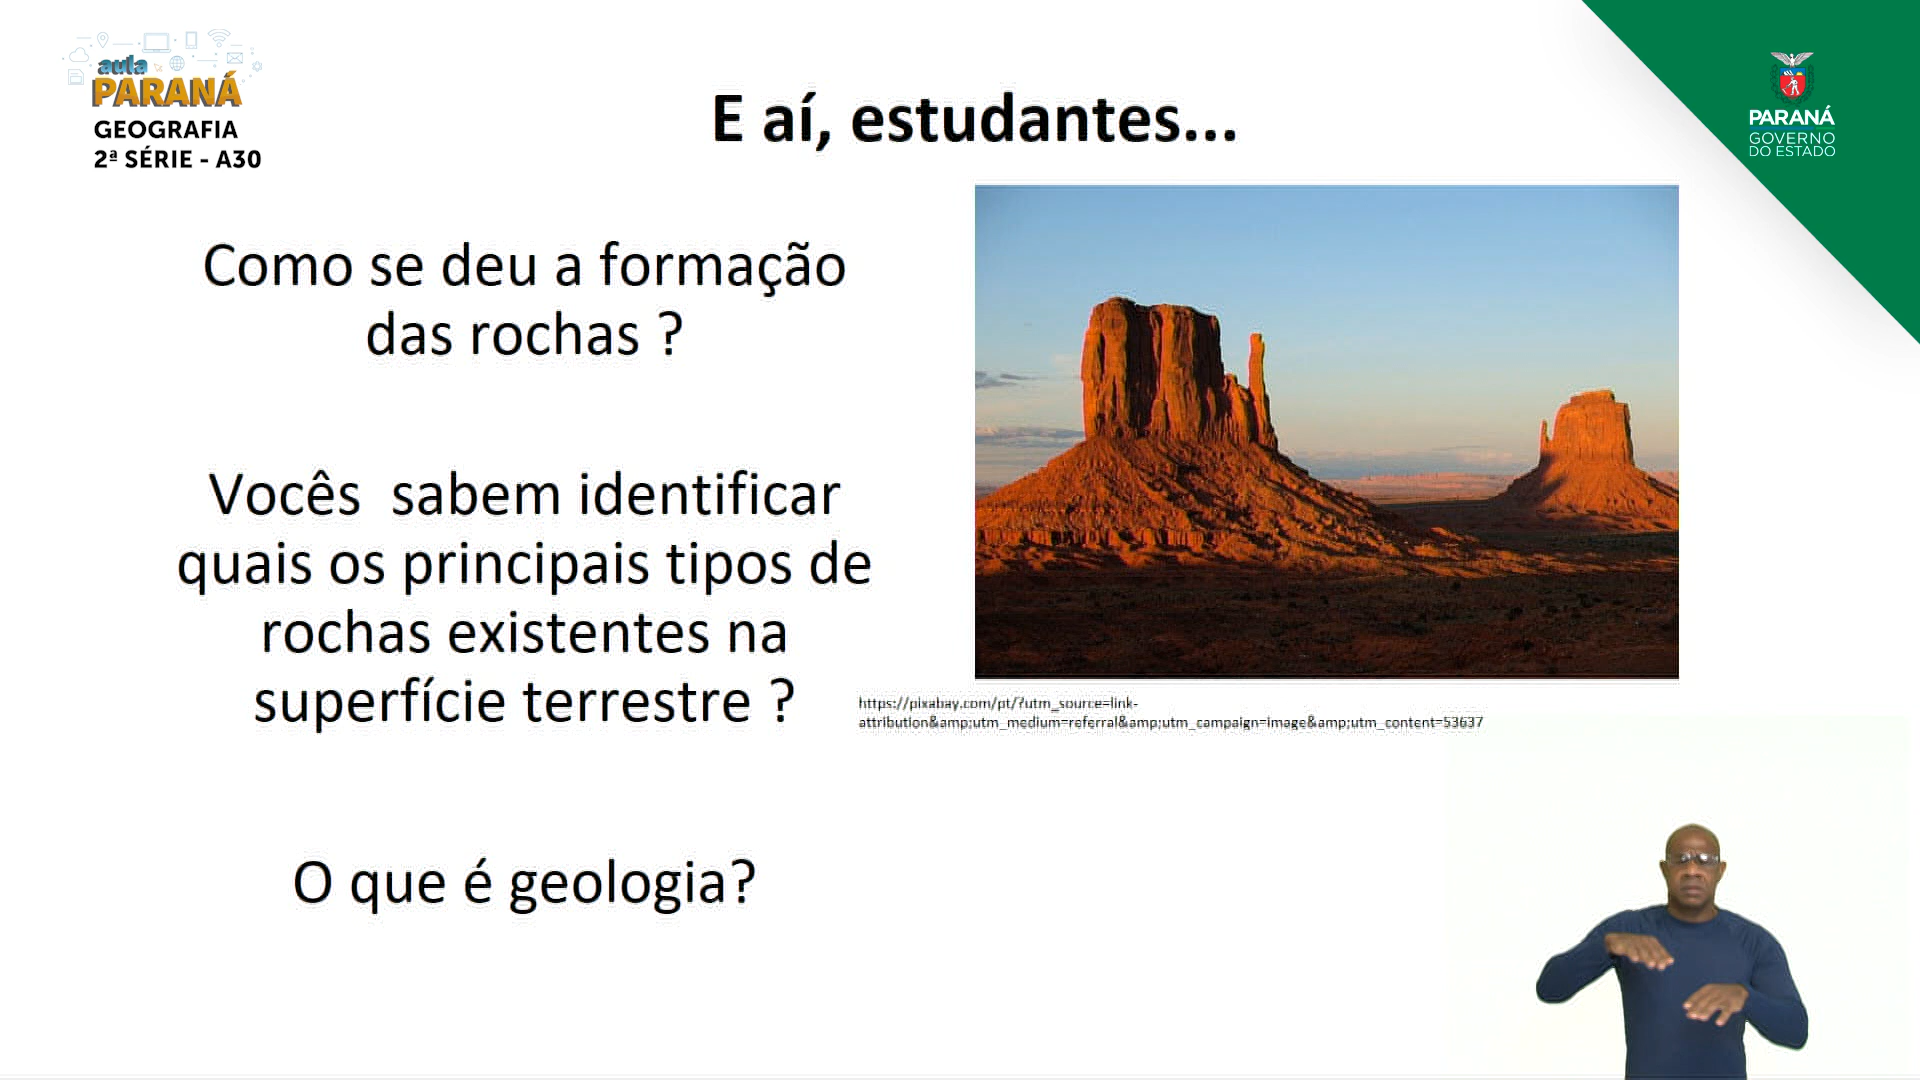 aula
PARANÁ
GEOGRAFIA
2ª SÉRIE - A30
E aí, estudantes...
PARANÁ
GOVERNO
DO ESTADO
Como se deu a formação
das rochas ?
Vocês sabem identificar
quais os principais tipos de
rochas existentes na
superfície terrestre ?
https://pixabay.com/pt/?utm_source=link-
attribution&amp;utm_medium=referral&amp;utm_campaign=image&amp;utm_content=53637
O que é geologia?